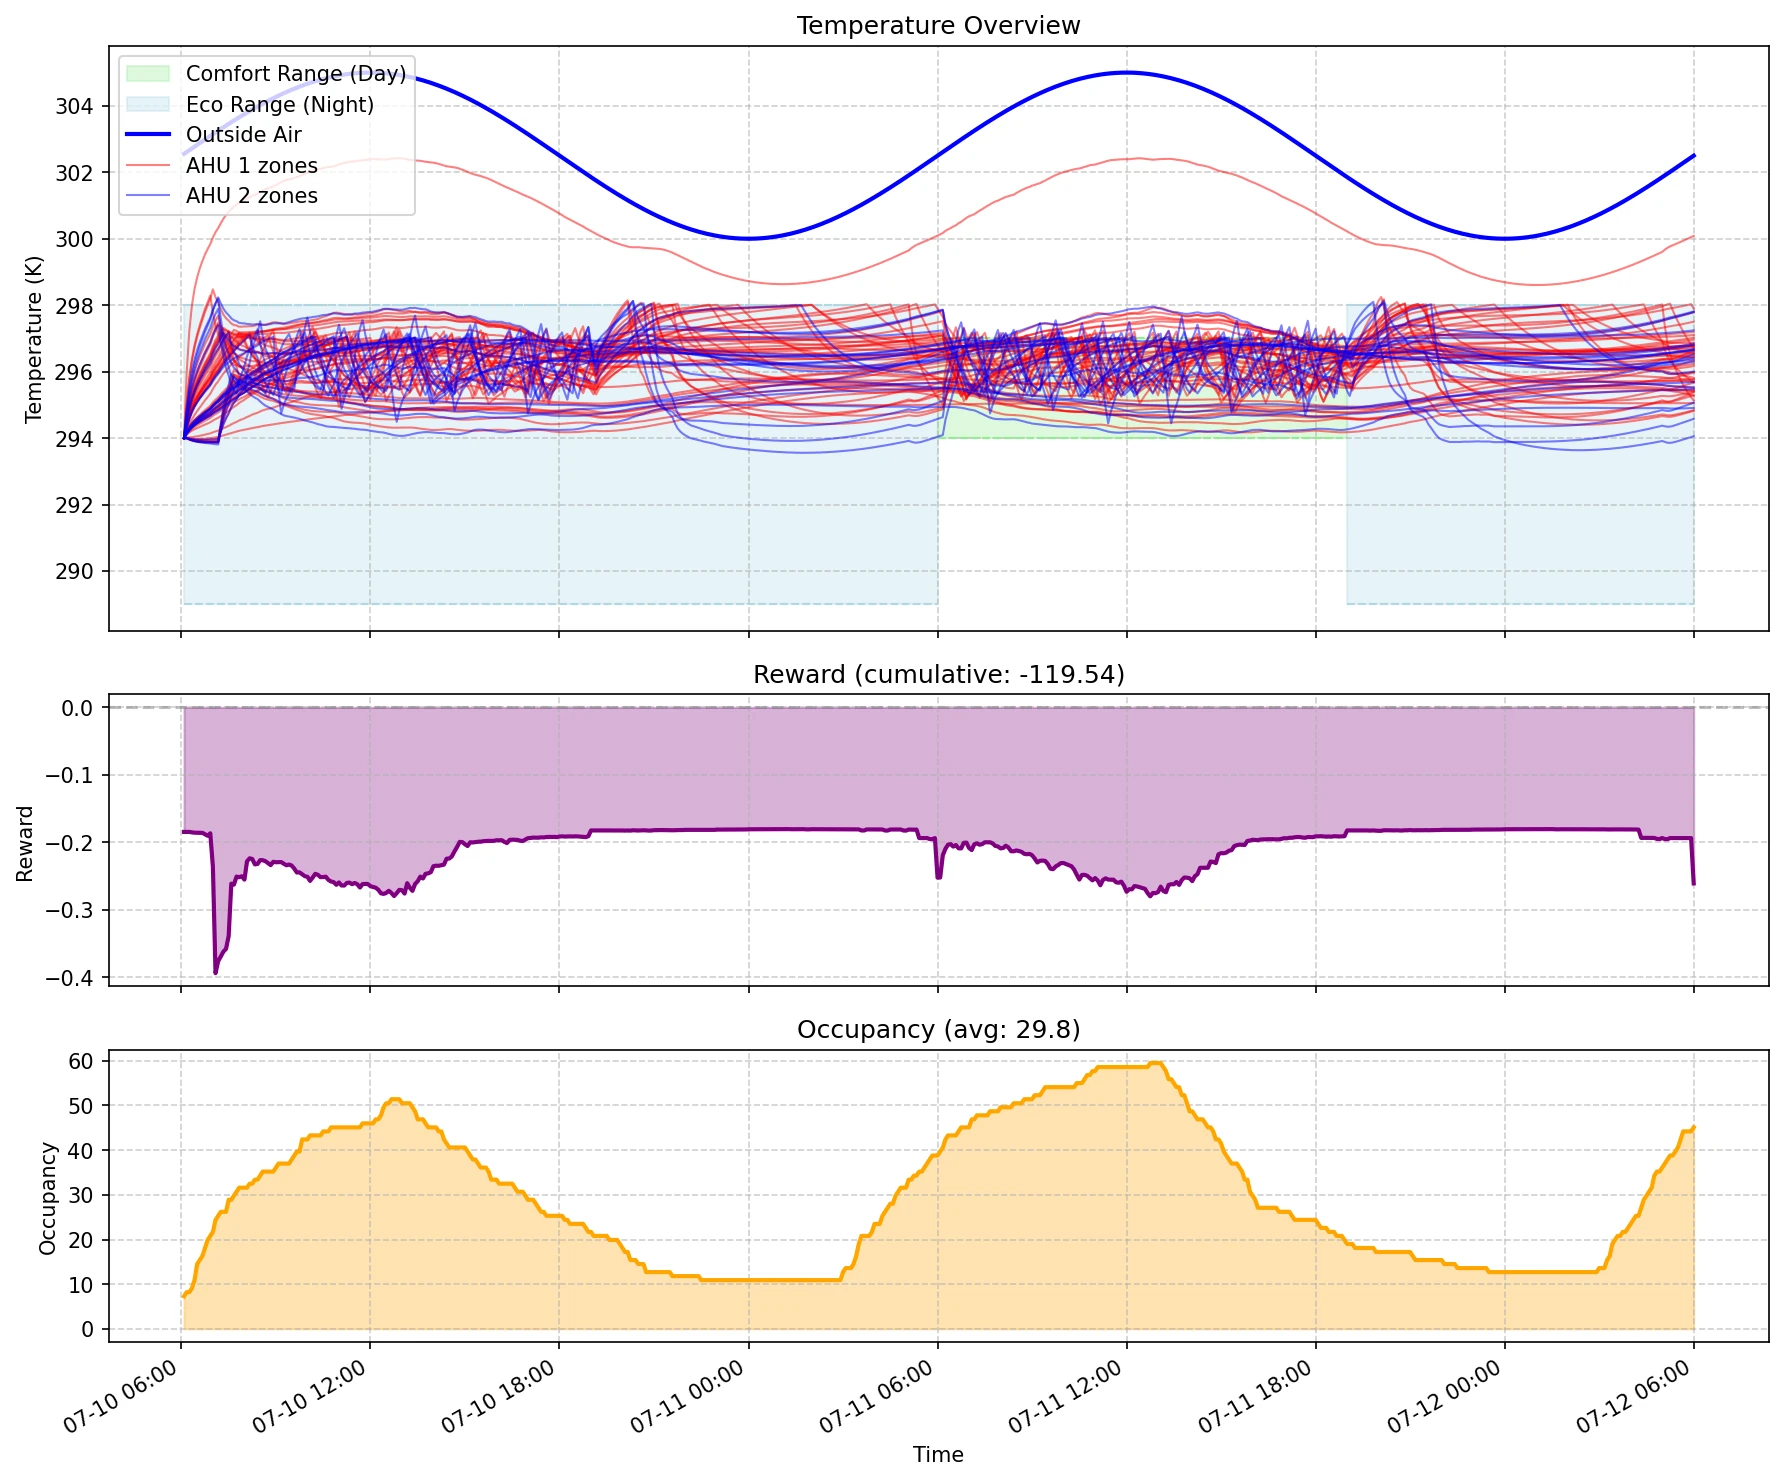 Temperature Overview
Comfort Range (Day)
Eco Range (Night)
Outside Air
AHU 1 zones
AHU 2 zones
Temperature (K)
304
302
300
298
296
294
292
290
Reward (cumulative: -119.54)
Reward
0.0
−0.1
−0.2
−0.3
−0.4
Occupancy (avg: 29.8)
Occupancy
60
50
40
30
20
10
0
07-10 06:00
07-10 12:00
07-10 18:00
07-11 00:00
07-11 06:00
07-11 12:00
07-11 18:00
07-12 00:00
07-12 06:00
Time